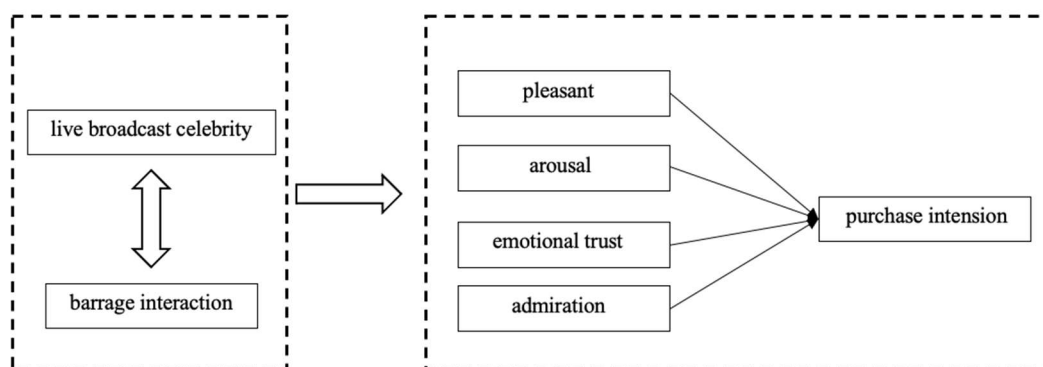 live broadcast celebrity
barrage interaction
pleasant
arousal
emotional trust
admiration
purchase intension